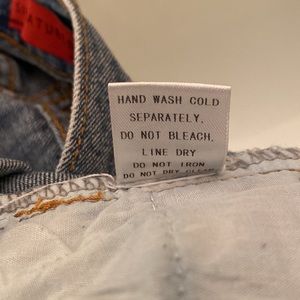 HAND WASH COLD
SEPARATELY.
DO NOT BLEACH.
LINE DRY
DO NOT IRON
DO NOT DRY CLEAN